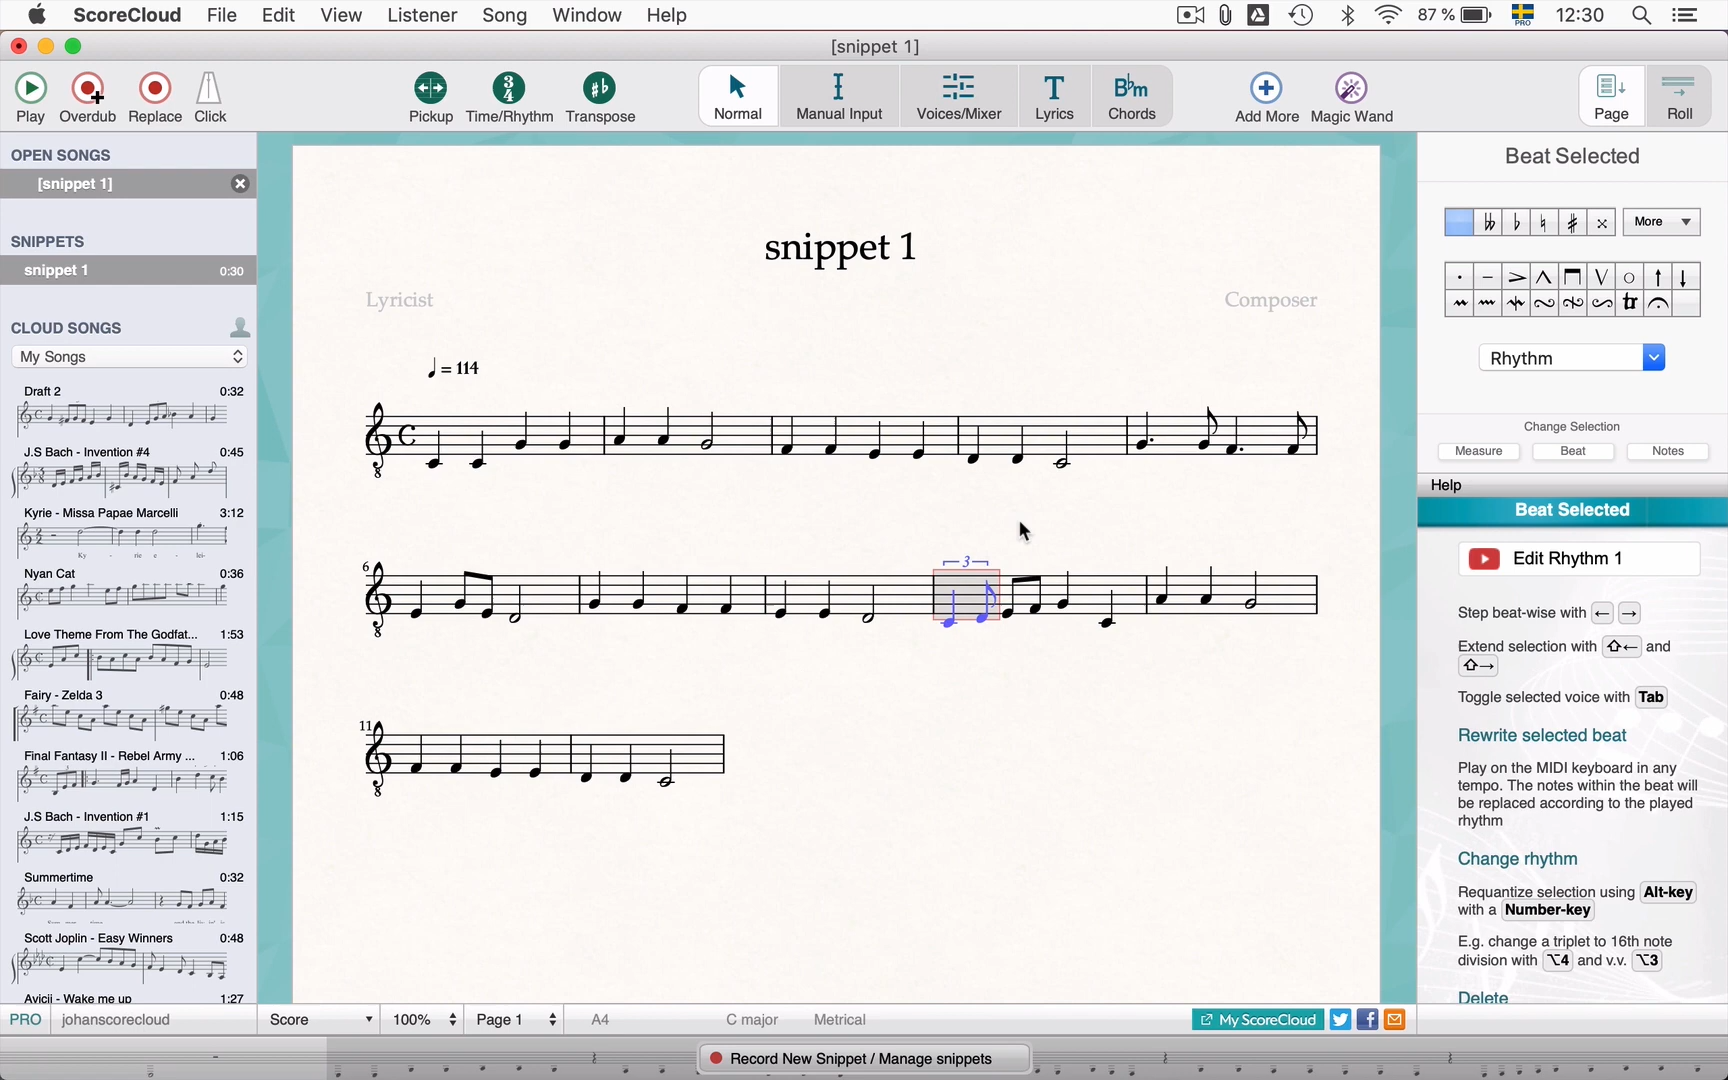 ScoreCloud File Edit View Listener Song Window Help 87 % PRO 12:30
[snippet 1]
Play Overdub Replace Click Pickup Time/Rhythm Transpose Normal Manual Input Voices/Mixer Lyrics Chords Add More Magic Wand Page Roll
OPEN SONGS
[snippet 1]
SNIPPETS
snippet 1 0:30
CLOUD SONGS
My Songs
Draft 2 0:32
J.S Bach - Invention #4 0:45
Kyrie - Missa Papae Marcelli 3:12
Ky - rie e - lei-
Nyan Cat 0:36
Love Theme From The Godfat... 1:53
Fairy - Zelda 3 0:48
Final Fantasy II - Rebel Army ... 1:06
J.S Bach - Invention #1 1:15
Summertime 0:32
Scott Joplin - Easy Winners 0:48
Avicii - Wake me up 1:27
snippet 1
Lyricist Composer
= 114
8
6
3
8
11
8
Beat Selected
More
Rhythm
Change Selection
Measure Beat Notes
Help
Beat Selected
Edit Rhythm 1
Step beat-wise with ← →
Extend selection with ⇧← and
⇧→
Toggle selected voice with Tab
Rewrite selected beat
Play on the MIDI keyboard in any
tempo. The notes within the beat will
be replaced according to the played
rhythm
Change rhythm
Requantize selection using Alt-key
with a Number-key
E.g. change a triplet to 16th note
division with ⌥4 and v.v. ⌥3
Delete
PRO johanscorecloud Score 100% Page 1 A4 C major Metrical My ScoreCloud
Record New Snippet / Manage snippets